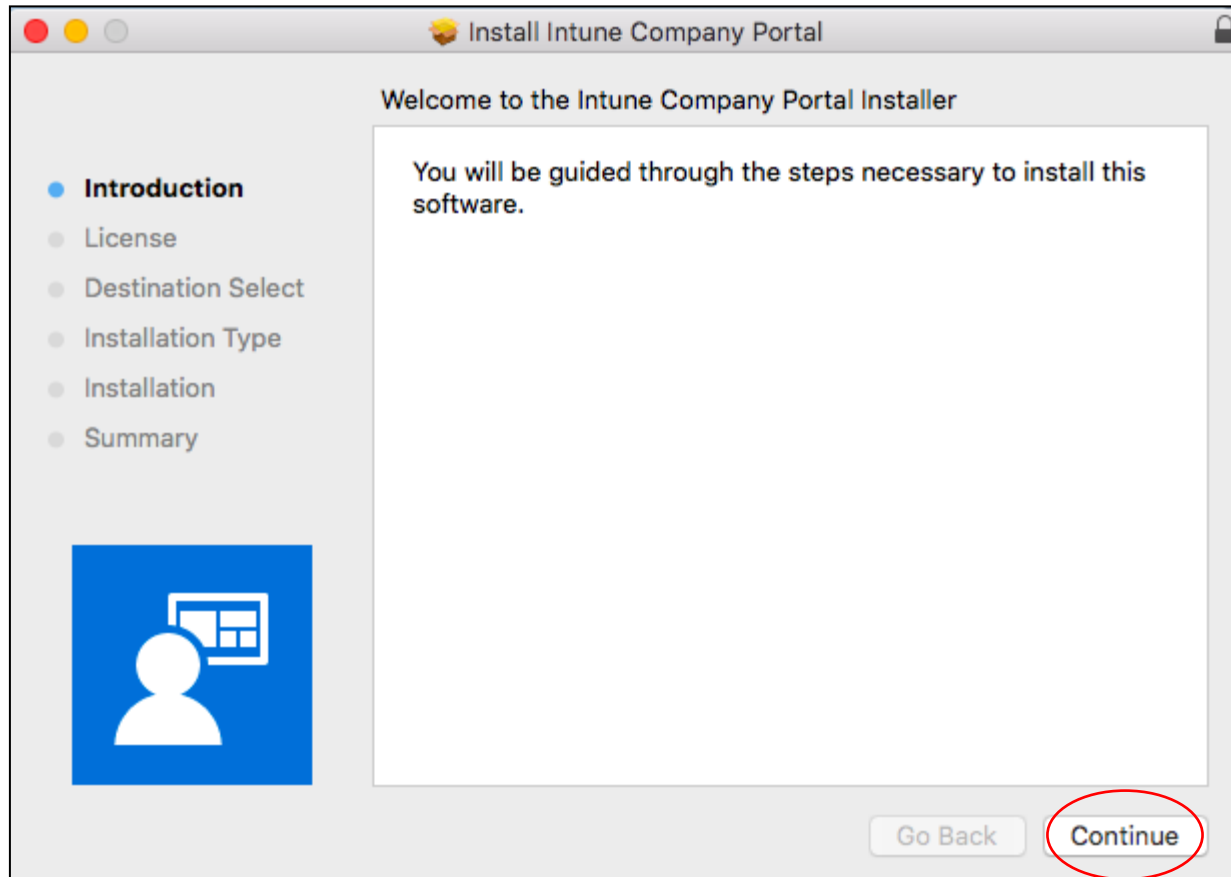 Install Intune Company Portal
Welcome to the Intune Company Portal Installer
Introduction
License
Destination Select
Installation Type
Installation
Summary
You will be guided through the steps necessary to install this
software.
Go Back
Continue